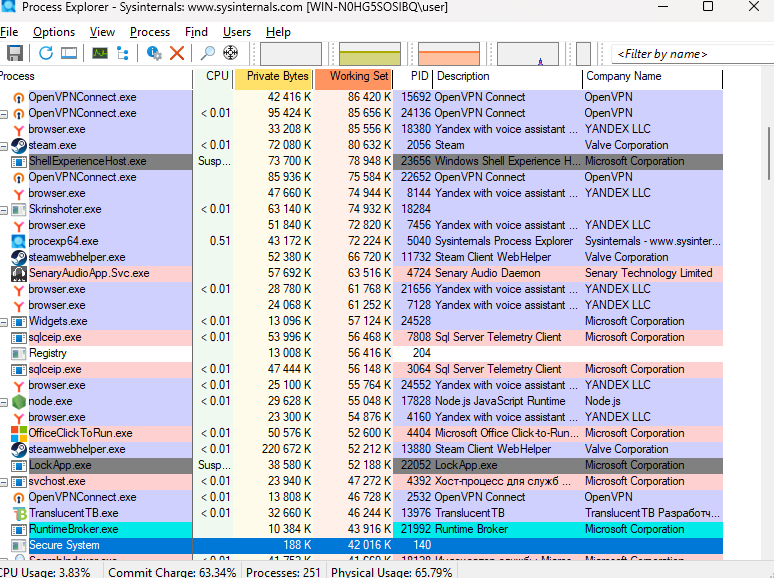 Process Explorer - Sysinternals: www.sysinternals.com [WIN-N0HG5SOSIBQ\user]
File Options View Process Find Users Help
<Filter by name>
Process CPU Private Bytes Working Set PID Description Company Name
OpenVPNConnect.exe 42 416 K 86 420 K 15692 OpenVPN Connect OpenVPN
OpenVPNConnect.exe < 0.01 95 424 K 85 656 K 24136 OpenVPN Connect OpenVPN
browser.exe 33 208 K 85 556 K 18380 Yandex with voice assistant ... YANDEX LLC
steam.exe < 0.01 72 080 K 80 632 K 2056 Steam Valve Corporation
ShellExperienceHost.exe Susp... 73 700 K 78 948 K 23656 Windows Shell Experience H... Microsoft Corporation
OpenVPNConnect.exe 85 936 K 75 584 K 22652 OpenVPN Connect OpenVPN
browser.exe 47 660 K 74 944 K 8144 Yandex with voice assistant ... YANDEX LLC
Skrinshoter.exe < 0.01 63 140 K 74 932 K 18284
browser.exe 51 840 K 72 820 K 7456 Yandex with voice assistant ... YANDEX LLC
procexp64.exe 0.51 43 172 K 72 224 K 5040 Sysinternals Process Explorer Sysinternals - www.sysinter...
steamwebhelper.exe 52 380 K 66 720 K 11732 Steam Client WebHelper Valve Corporation
SenaryAudioApp.Svc.exe 57 692 K 63 516 K 4724 Senary Audio Daemon Senary Technology Limited
browser.exe < 0.01 28 780 K 61 768 K 21656 Yandex with voice assistant ... YANDEX LLC
browser.exe 24 068 K 61 252 K 7128 Yandex with voice assistant ... YANDEX LLC
Widgets.exe < 0.01 13 096 K 57 124 K 24528 Microsoft Corporation
sqlceip.exe < 0.01 53 996 K 56 468 K 7808 Sql Server Telemetry Client Microsoft Corporation
Registry 13 008 K 56 416 K 204
sqlceip.exe < 0.01 47 444 K 56 148 K 3064 Sql Server Telemetry Client Microsoft Corporation
browser.exe < 0.01 25 100 K 55 764 K 24552 Yandex with voice assistant ... YANDEX LLC
node.exe < 0.01 29 628 K 55 048 K 17828 Node.js JavaScript Runtime Node.js
browser.exe 23 300 K 54 876 K 4160 Yandex with voice assistant ... YANDEX LLC
OfficeClickToRun.exe < 0.01 50 576 K 52 600 K 4404 Microsoft Office Click-to-Run... Microsoft Corporation
steamwebhelper.exe < 0.01 220 672 K 52 212 K 13880 Steam Client WebHelper Valve Corporation
LockApp.exe Susp... 38 580 K 52 188 K 22052 LockApp.exe Microsoft Corporation
svchost.exe < 0.01 23 940 K 47 272 K 4392 Хост-процесс для служб ... Microsoft Corporation
OpenVPNConnect.exe < 0.01 13 808 K 46 728 K 2532 OpenVPN Connect OpenVPN
TranslucentTB.exe < 0.01 32 660 K 46 244 K 13976 TranslucentTB TranslucentTB Разработч...
RuntimeBroker.exe 10 384 K 43 916 K 21992 Runtime Broker Microsoft Corporation
Secure System 188 K 42 016 K 140
CPU Usage: 3.83% Commit Charge: 63.34% Processes: 251 Physical Usage: 65.79%